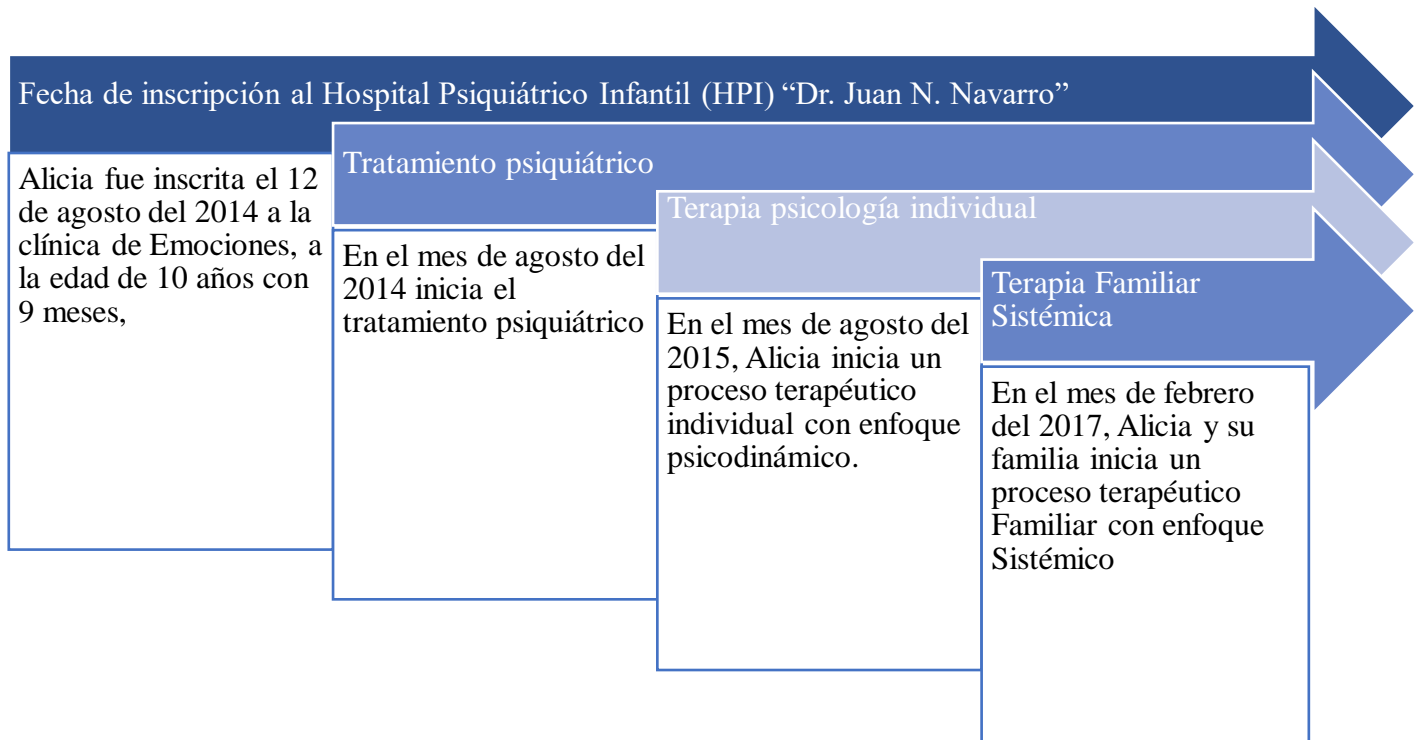 Fecha de inscripción al Hospital Psiquiátrico Infantil (HPI) “Dr. Juan N. Navarro”
Alicia fue inscrita el 12
de agosto del 2014 a la
clínica de Emociones, a
la edad de 10 años con
9 meses,
Tratamiento psiquiátrico
En el mes de agosto del
2014 inicia el
tratamiento psiquiátrico
Terapia psicología individual
En el mes de agosto del
2015, Alicia inicia un
proceso terapéutico
individual con enfoque
psicodinámico.
Terapia Familiar
Sistémica
En el mes de febrero
del 2017, Alicia y su
familia inicia un
proceso terapéutico
Familiar con enfoque
Sistémico